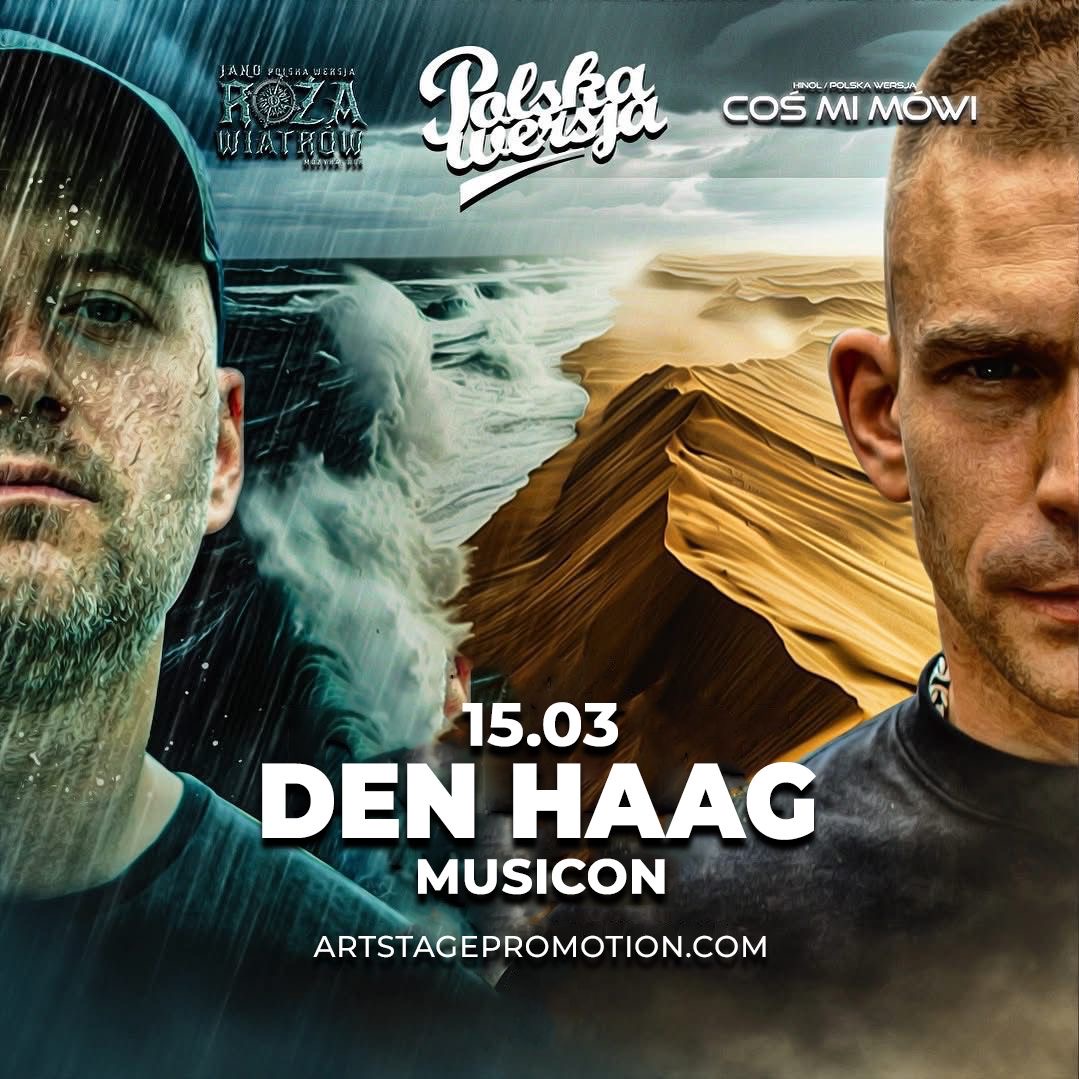 JANO POLSKA WERSJA
RÓŻA
WIATRÓW
Polska
wersja
HINOL / POLSKA WERSJA
COŚ MI MÓWI
15.03
DEN HAAG
MUSICON
ARTSTAGEPROMOTION.COM